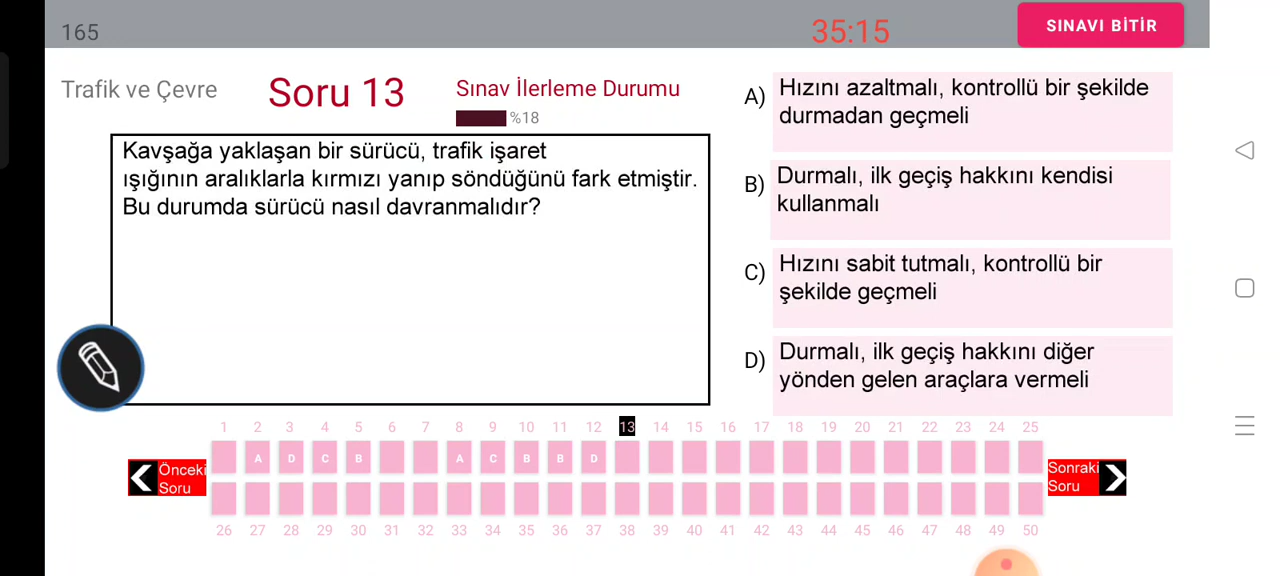 165
35:15
SINAVI BİTİR
Trafik ve Çevre
Soru 13
Sınav İlerleme Durumu
%18
Kavşağa yaklaşan bir sürücü, trafik işaret
ışığının aralıklarla kırmızı yanıp söndüğünü fark etmiştir.
Bu durumda sürücü nasıl davranmalıdır?
A) Hızını azaltmalı, kontrollü bir şekilde
durmadan geçmeli
B) Durmalı, ilk geçiş hakkını kendisi
kullanmalı
C) Hızını sabit tutmalı, kontrollü bir
şekilde geçmeli
D) Durmalı, ilk geçiş hakkını diğer
yönden gelen araçlara vermeli
1 2 3 4 5 6 7 8 9 10 11 12 13 14 15 16 17 18 19 20 21 22 23 24 25
A D C B A C B B D
Önceki
Soru
Sonraki
Soru
26 27 28 29 30 31 32 33 34 35 36 37 38 39 40 41 42 43 44 45 46 47 48 49 50